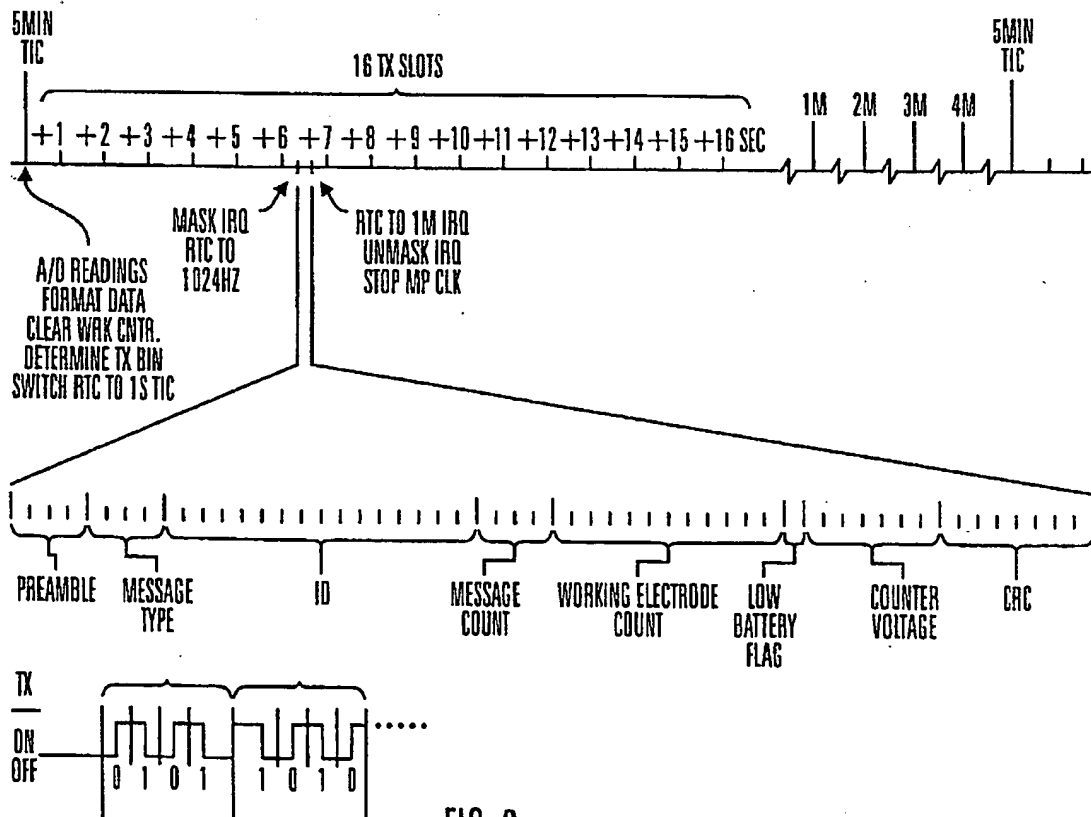 5MIN
TIC
16 TX SLOTS
5MIN
TIC
+1 +2 +3 +4 +5 +6 +7 +8 +9 +10 +11 +12 +13 +14 +15 +16 SEC
1M 2M 3M 4M
MASK IRQ
RTC TO
1024HZ
RTC TO 1M IRQ
UNMASK IRQ
STOP MP CLK
A/D READINGS
FORMAT DATA
CLEAR WRK CNTR.
DETERMINE TX BIN
SWITCH RTC TO 1S TIC
PREAMBLE
MESSAGE
TYPE
ID
MESSAGE
COUNT
WORKING ELECTRODE
COUNT
LOW
BATTERY
FLAG
COUNTER
VOLTAGE
CRC
TX
ON
OFF
0 1 0 1 1 0 1 0